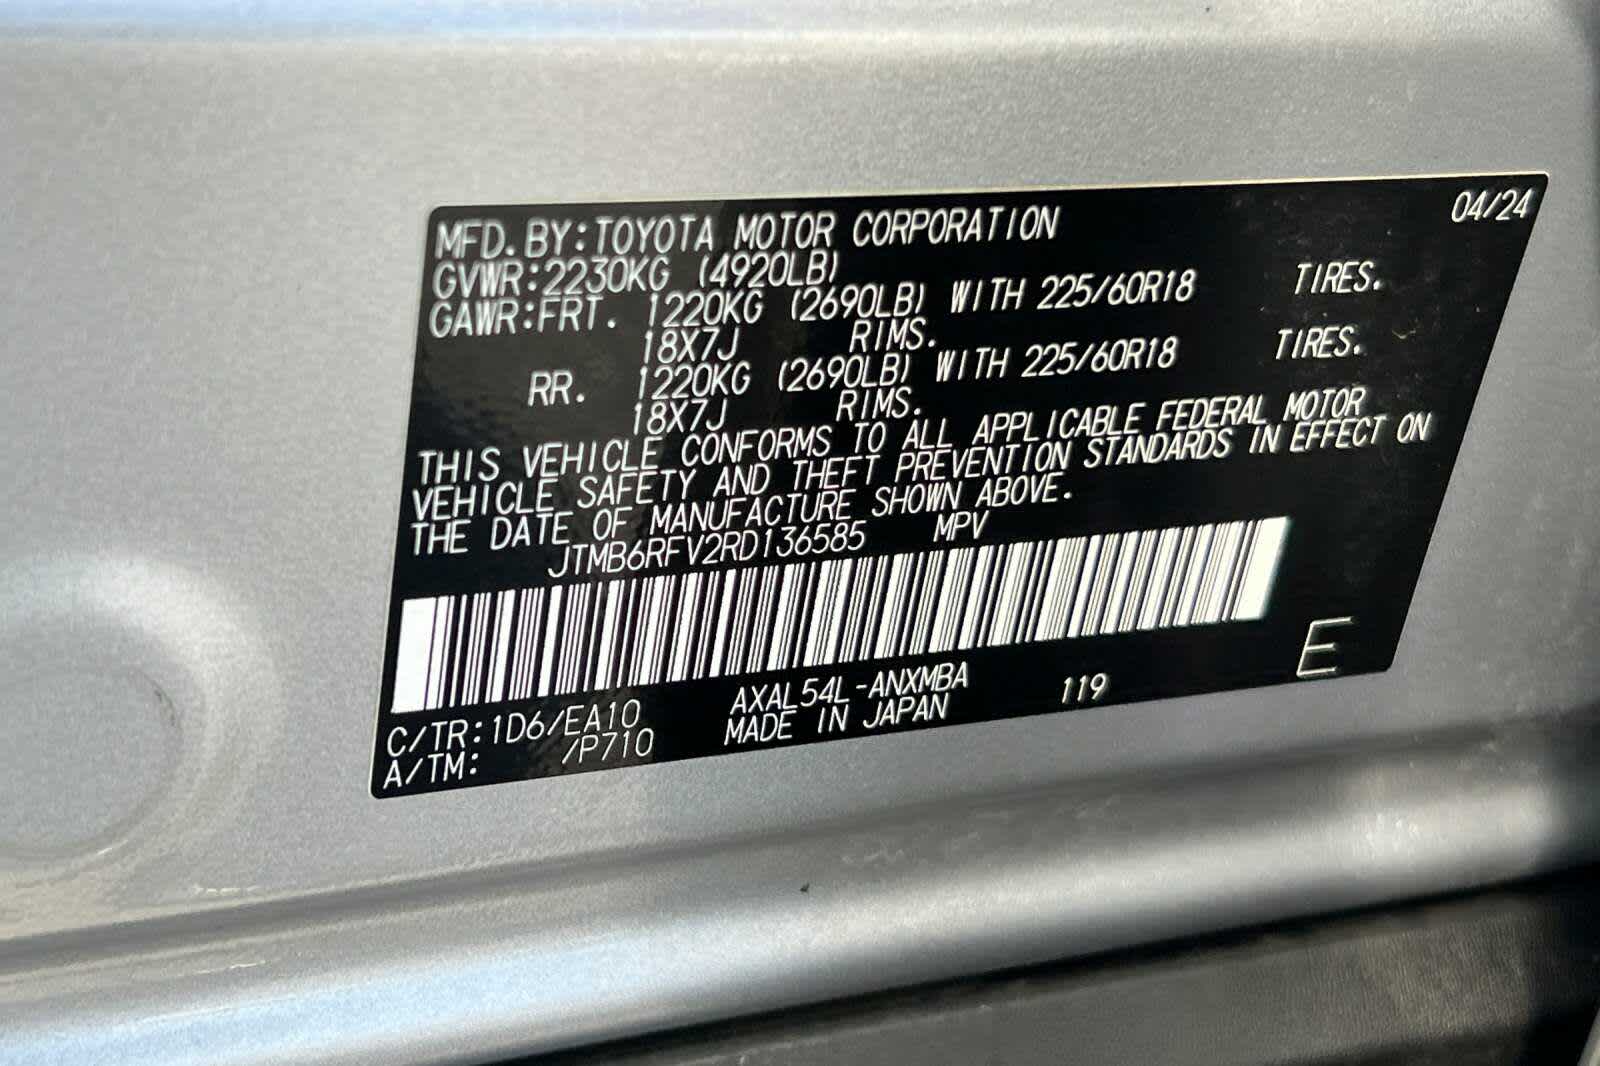 04/24
MFD. BY:TOYOTA MOTOR CORPORATION
GVWR:2230KG (4920LB)
GAWR:FRT. 1220KG (2690LB) WITH 225/60R18 TIRES.
18X7J RIMS.
RR. 1220KG (2690LB) WITH 225/60R18 TIRES.
18X7J RIMS.
THIS VEHICLE CONFORMS TO ALL APPLICABLE FEDERAL MOTOR
VEHICLE SAFETY AND THEFT PREVENTION STANDARDS IN EFFECT ON
THE DATE OF MANUFACTURE SHOWN ABOVE.
JTMB6RFV2RD136585 MPV
E
C/TR:1D6/EA10 AXAL54L-ANXMBA 119
A/TM: /P710 MADE IN JAPAN